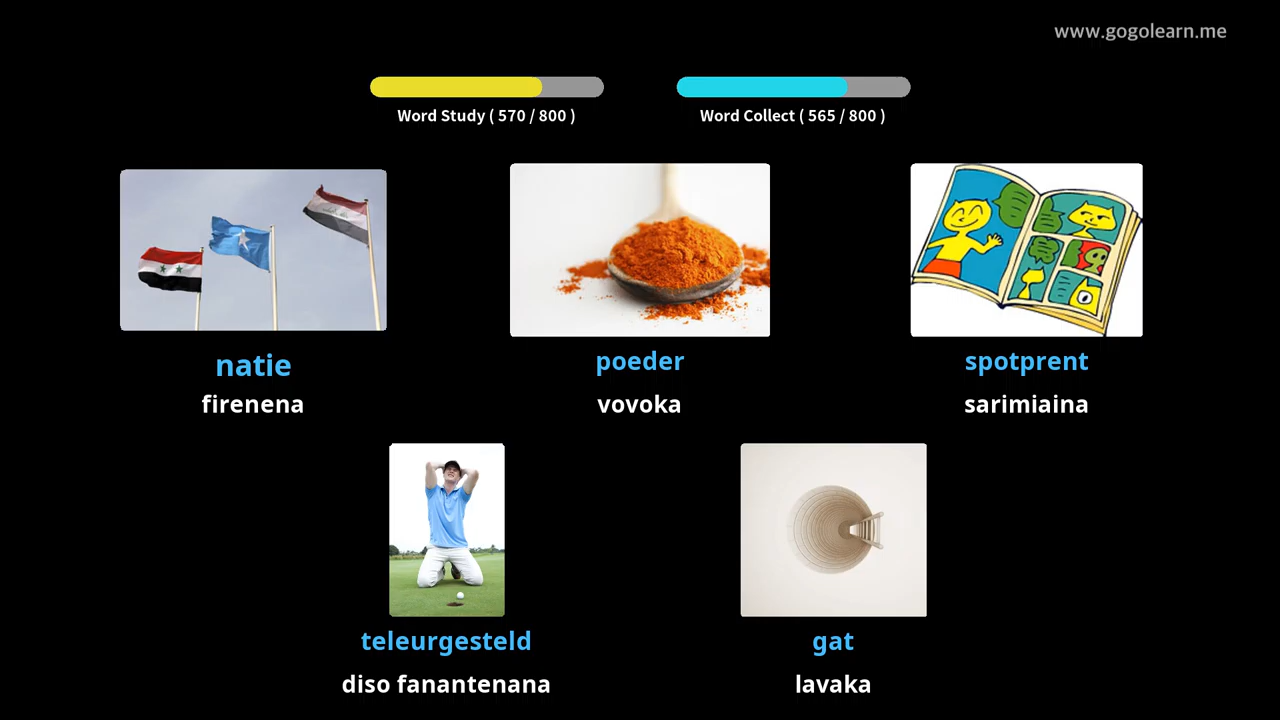 www.gogolearn.me
Word Study ( 570 / 800 )
Word Collect ( 565 / 800 )
natie
firenena
poeder
vovoka
spotprent
sarimiaina
teleurgesteld
diso fanantenana
gat
lavaka